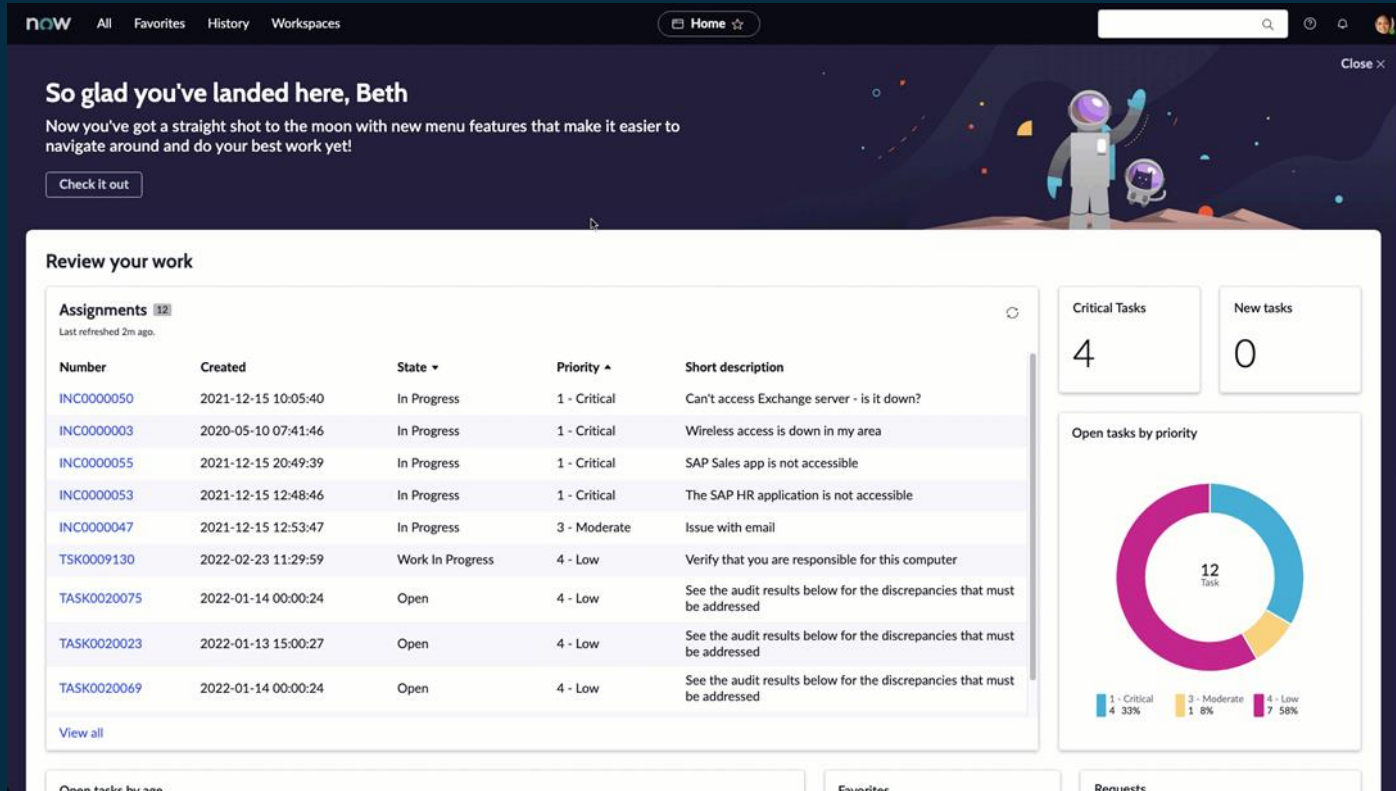 now All Favorites History Workspaces Home
Close ×
So glad you've landed here, Beth
Now you've got a straight shot to the moon with new menu features that make it easier to
navigate around and do your best work yet!
Check it out
Review your work
Assignments 12
Last refreshed 2m ago.
Number Created State Priority Short description
INC0000050 2021-12-15 10:05:40 In Progress 1 - Critical Can't access Exchange server - is it down?
INC0000003 2020-05-10 07:41:46 In Progress 1 - Critical Wireless access is down in my area
INC0000055 2021-12-15 20:49:39 In Progress 1 - Critical SAP Sales app is not accessible
INC0000053 2021-12-15 12:48:46 In Progress 1 - Critical The SAP HR application is not accessible
INC0000047 2021-12-15 12:53:47 In Progress 3 - Moderate Issue with email
TSK0009130 2022-02-23 11:29:59 Work In Progress 4 - Low Verify that you are responsible for this computer
TASK0020075 2022-01-14 00:00:24 Open 4 - Low See the audit results below for the discrepancies that must
be addressed
TASK0020023 2022-01-13 15:00:27 Open 4 - Low See the audit results below for the discrepancies that must
be addressed
TASK0020069 2022-01-14 00:00:24 Open 4 - Low See the audit results below for the discrepancies that must
be addressed
View all
Critical Tasks
4
New tasks
0
Open tasks by priority
12
Task
1 - Critical 3 - Moderate 4 - Low
4 33% 1 8% 7 58%
Open tasks by age Favorites Requests